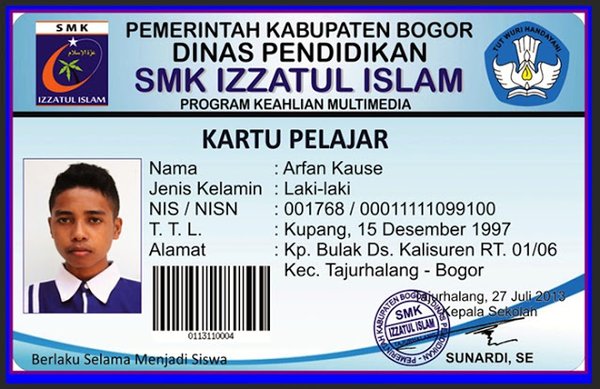 SMK
IZZATUL ISLAM
PEMERINTAH KABUPATEN BOGOR
DINAS PENDIDIKAN
SMK IZZATUL ISLAM
PROGRAM KEAHLIAN MULTIMEDIA
TUT WURI HANDAYANI
KARTU PELAJAR
Nama : Arfan Kause
Jenis Kelamin : Laki-laki
NIS / NISN : 001768 / 00011111099100
T. T. L. : Kupang, 15 Desember 1997
Alamat : Kp. Bulak Ds. Kalisuren RT. 01/06
Kec. Tajurhalang - Bogor
0113110004
Tajurhalang, 27 Juli 2013
Kepala Sekolah
PEMERINTAH KABUPATEN BOGOR DINAS PENDIDIKAN
SMK
IZZATUL ISLAM
TAJURHALANG
SUNARDI, SE
Berlaku Selama Menjadi Siswa